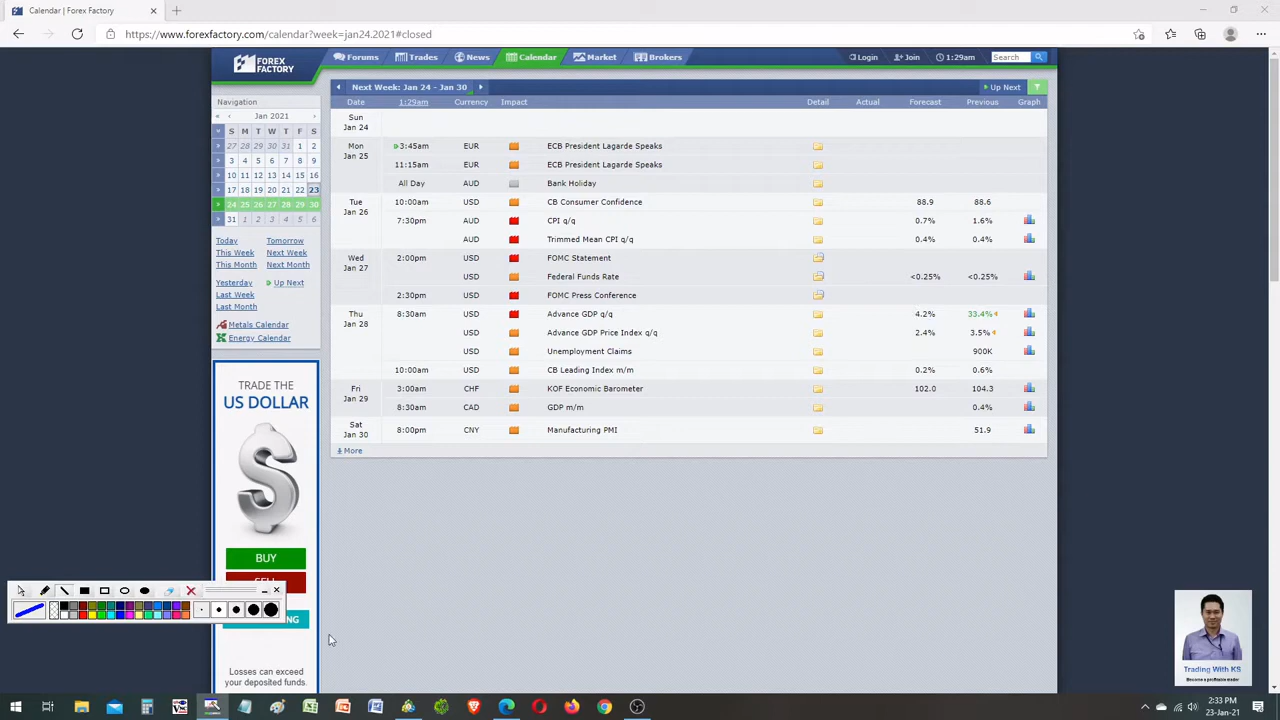 Calendar | Forex Factory
https://www.forexfactory.com/calendar?week=jan24.2021#closed
FOREX
FACTORY
Forums Trades News Calendar Market Brokers Login Join 1:29am Search
Navigation
Jan 2021
S M T W T F S
27 28 29 30 31 1 2
3 4 5 6 7 8 9
10 11 12 13 14 15 16
17 18 19 20 21 22 23
24 25 26 27 28 29 30
31 1 2 3 4 5 6
Today Tomorrow
This Week Next Week
This Month Next Month
Yesterday Up Next
Last Week
Last Month
Metals Calendar
Energy Calendar
TRADE THE
US DOLLAR
$
BUY
SELL
NG
Losses can exceed
your deposited funds.
Next Week: Jan 24 - Jan 30 Up Next
Date 1:29am Currency Impact Detail Actual Forecast Previous Graph
Sun
Jan 24
Mon
Jan 25
3:45am EUR ECB President Lagarde Speaks
11:15am EUR ECB President Lagarde Speaks
All Day AUD Bank Holiday
Tue
Jan 26
10:00am USD CB Consumer Confidence 88.9 88.6
7:30pm AUD CPI q/q 0.7% 1.6%
AUD Trimmed Mean CPI q/q 0.4% 0.4%
Wed
Jan 27
2:00pm USD FOMC Statement
USD Federal Funds Rate <0.25% <0.25%
2:30pm USD FOMC Press Conference
Thu
Jan 28
8:30am USD Advance GDP q/q 4.2% 33.4%
USD Advance GDP Price Index q/q 2.4% 3.5%
USD Unemployment Claims 900K
10:00am USD CB Leading Index m/m 0.2% 0.6%
Fri
Jan 29
3:00am CHF KOF Economic Barometer 102.0 104.3
8:30am CAD GDP m/m 0.4%
Sat
Jan 30
8:00pm CNY Manufacturing PMI 51.9
More
Trading With KS
Become a profitable trader
2:33 PM
23-Jan-21